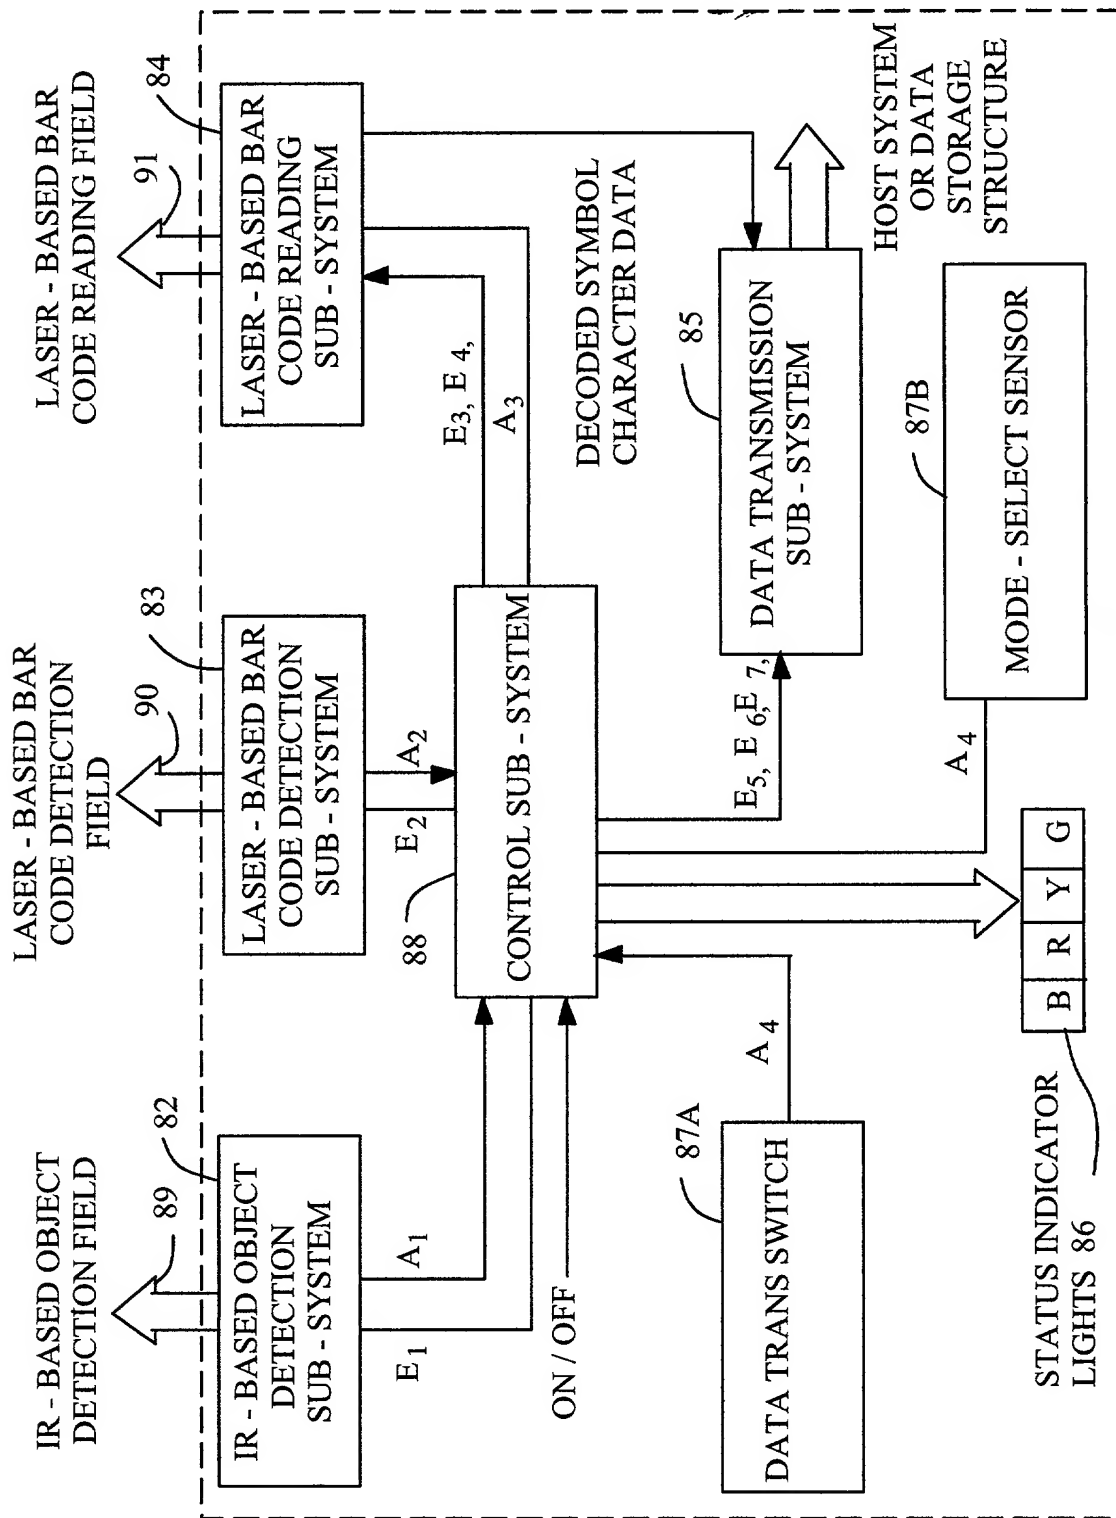 IR - BASED OBJECT
DETECTION FIELD
89
82
IR - BASED OBJECT
DETECTION
SUB - SYSTEM
E1
A1
LASER - BASED BAR
CODE DETECTION
FIELD
90
83
LASER - BASED BAR
CODE DETECTION
SUB - SYSTEM
E2
A2
LASER - BASED BAR
CODE READING FIELD
91
84
LASER - BASED BAR
CODE READING
SUB - SYSTEM
E3, E 4,
A3
88
CONTROL SUB - SYSTEM
ON / OFF
DECODED SYMBOL
CHARACTER DATA
87A
DATA TRANS SWITCH
A4
E5, E 6,E 7,
85
DATA TRANSMISSION
SUB - SYSTEM
HOST SYSTEM
OR DATA
STORAGE
STRUCTURE
A4
87B
MODE - SELECT SENSOR
B R Y G
STATUS INDICATOR
LIGHTS 86